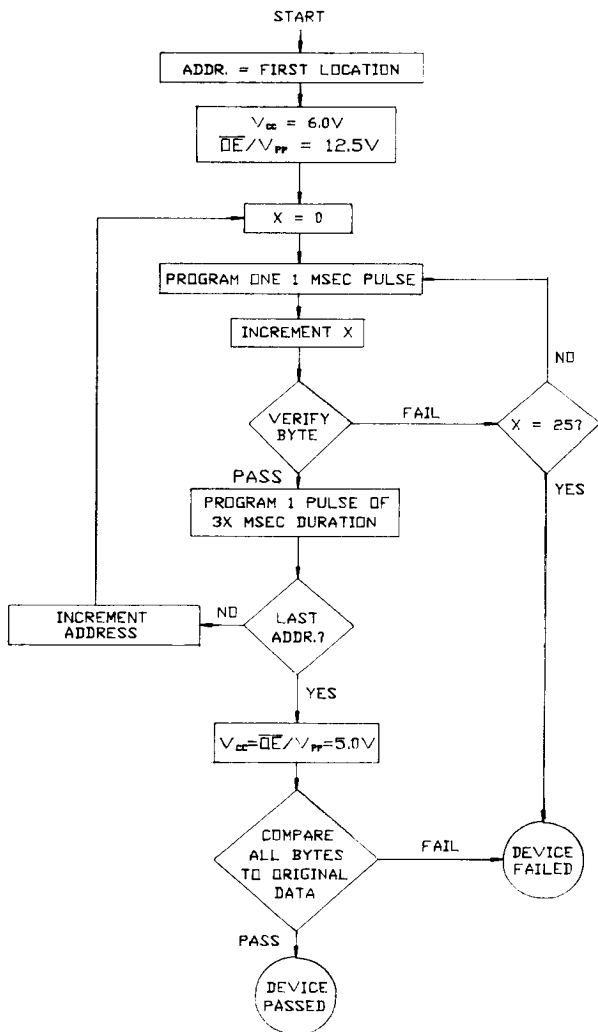 START
ADDR. = FIRST LOCATION
VCC = 6.0V
OE/VPP = 12.5V
X = 0
PROGRAM ONE 1 MSEC PULSE
INCREMENT X
NO
VERIFY
BYTE
FAIL
X = 25?
PASS
YES
PROGRAM 1 PULSE OF
3X MSEC DURATION
INCREMENT
ADDRESS
NO
LAST
ADDR.?
YES
VCC=OE/VPP=5.0V
COMPARE
ALL BYTES
TO ORIGINAL
DATA
FAIL
DEVICE
FAILED
PASS
DEVICE
PASSED